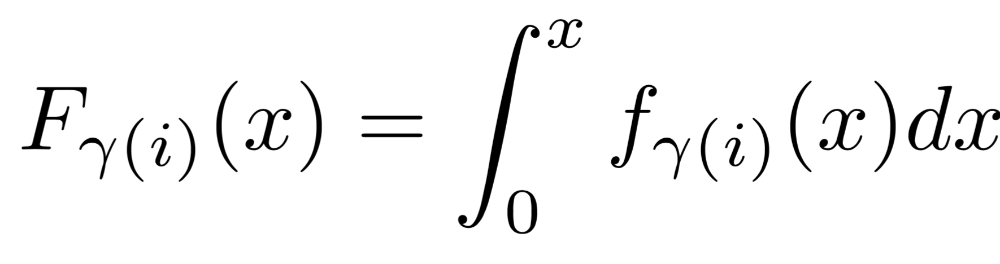 $F_{\gamma(i)}(x) = \int_0^x f_{\gamma(i)}(x)dx$